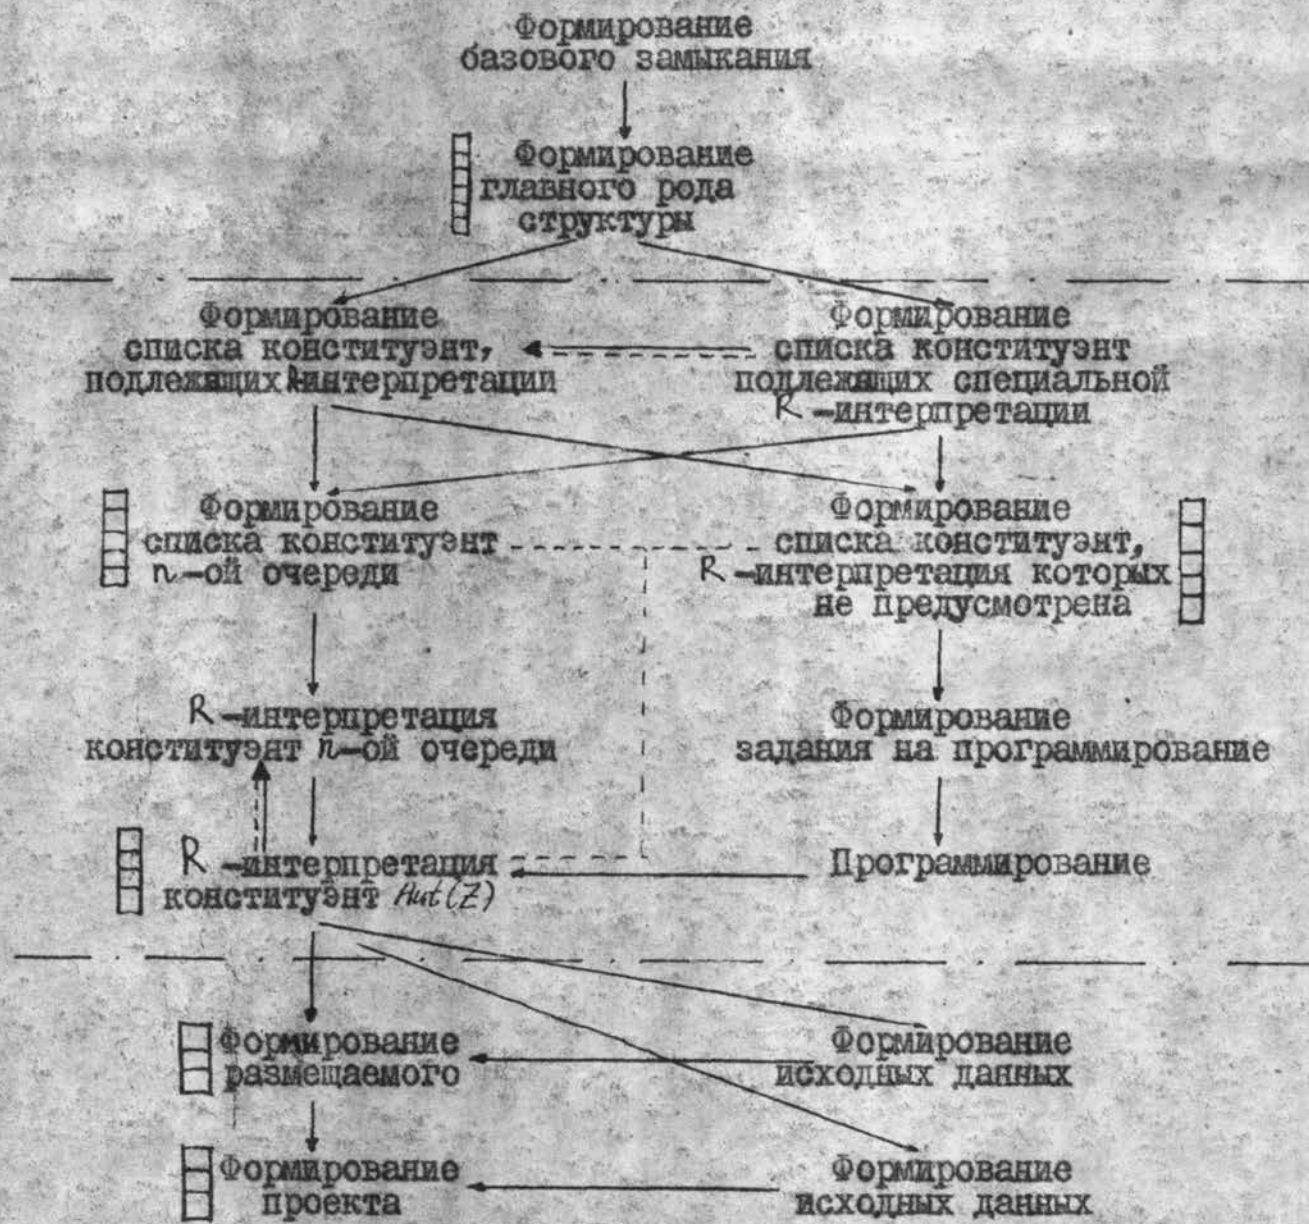 Формирование
базового замыкания
Формирование
главного рода
структуры
Формирование
списка конституэнт,
подлежащих R-интерпретации
Формирование
списка конституэнт
подлежащих специальной
R-интерпретации
Формирование
списка конституэнт
n-ой очереди
Формирование
списка конституэнт,
R-интерпретация которых
не предусмотрена
R-интерпретация
конституэнт n-ой очереди
Формирование
задания на программирование
R-интерпретация
конституэнт Aut(Z)
Программирование
Формирование
размещаемого
Формирование
исходных данных
Формирование
проекта
Формирование
исходных данных